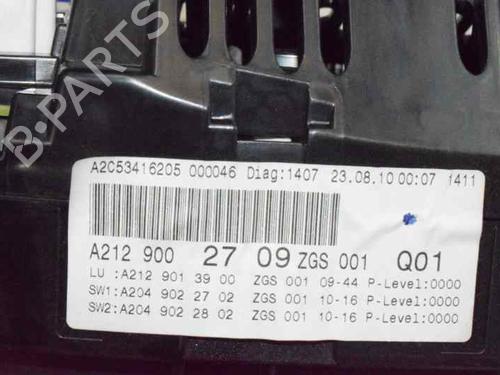 B-PARTS
A2C53416205 000046 Diag:1407 23.08.10 00:07 1411
A212 900 27 09 ZGS 001 Q01
LU :A212 901 39 00 ZGS 001 09-44 P-Level:0000
SW1:A204 902 27 02 ZGS 001 10-16 P-Level:0000
SW2:A204 902 28 02 ZGS 001 10-16 P-Level:0000